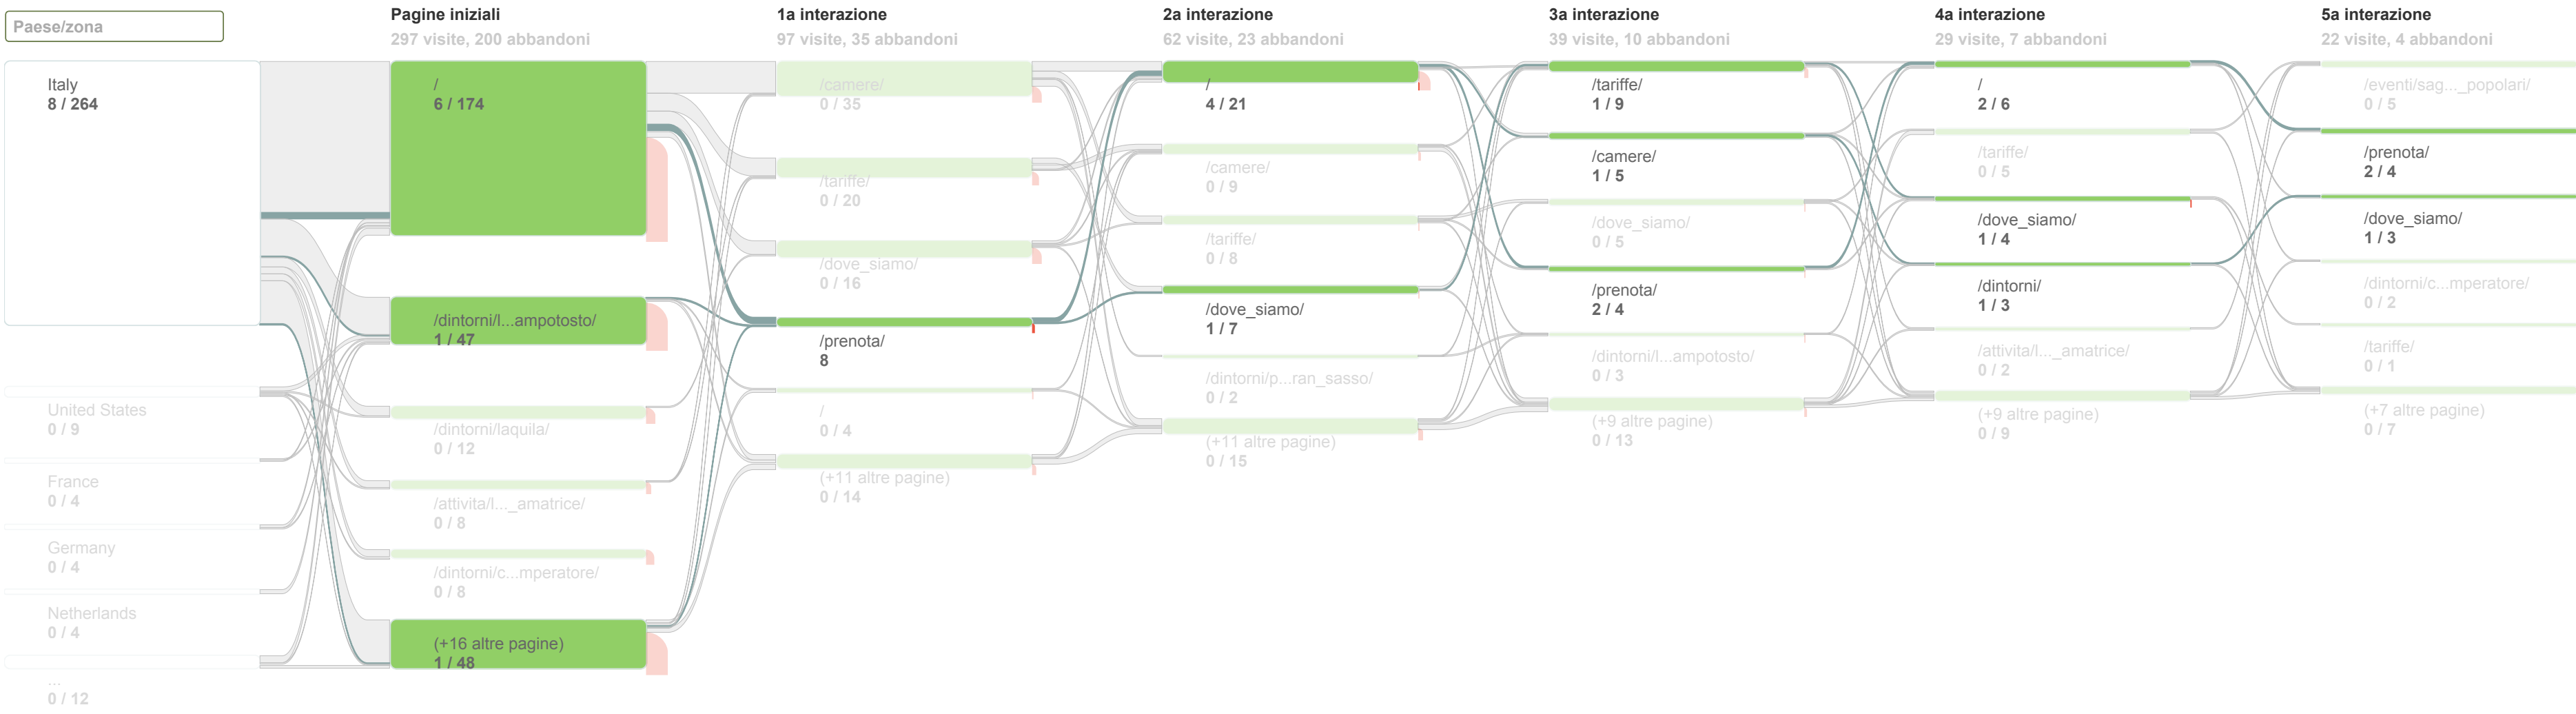 Paese/zona
Italy
8 / 264
United States
0 / 9
France
0 / 4
Germany
0 / 4
Netherlands
0 / 4
...
0 / 12
Pagine iniziali
297 visite, 200 abbandoni
/
6 / 174
/dintorni/l...ampotosto/
1 / 47
/dintorni/laquila/
0 / 12
/attivita/l..._amatrice/
0 / 8
/dintorni/c...mperatore/
0 / 8
(+16 altre pagine)
1 / 48
1a interazione
97 visite, 35 abbandoni
/camere/
0 / 35
/tariffe/
0 / 20
/dove_siamo/
0 / 16
/prenota/
8
/
0 / 4
(+11 altre pagine)
0 / 14
2a interazione
62 visite, 23 abbandoni
/
4 / 21
/camere/
0 / 9
/tariffe/
0 / 8
/dove_siamo/
1 / 7
/dintorni/p...ran_sasso/
0 / 2
(+11 altre pagine)
0 / 15
3a interazione
39 visite, 10 abbandoni
/tariffe/
1 / 9
/camere/
1 / 5
/dove_siamo/
0 / 5
/prenota/
2 / 4
/dintorni/l...ampotosto/
0 / 3
(+9 altre pagine)
0 / 13
4a interazione
29 visite, 7 abbandoni
/
2 / 6
/tariffe/
0 / 5
/dove_siamo/
1 / 4
/dintorni/
1 / 3
/attivita/l..._amatrice/
0 / 2
(+9 altre pagine)
0 / 9
5a interazione
22 visite, 4 abbandoni
/eventi/sag..._popolari/
0 / 5
/prenota/
2 / 4
/dove_siamo/
1 / 3
/dintorni/c...mperatore/
0 / 2
/tariffe/
0 / 1
(+7 altre pagine)
0 / 7